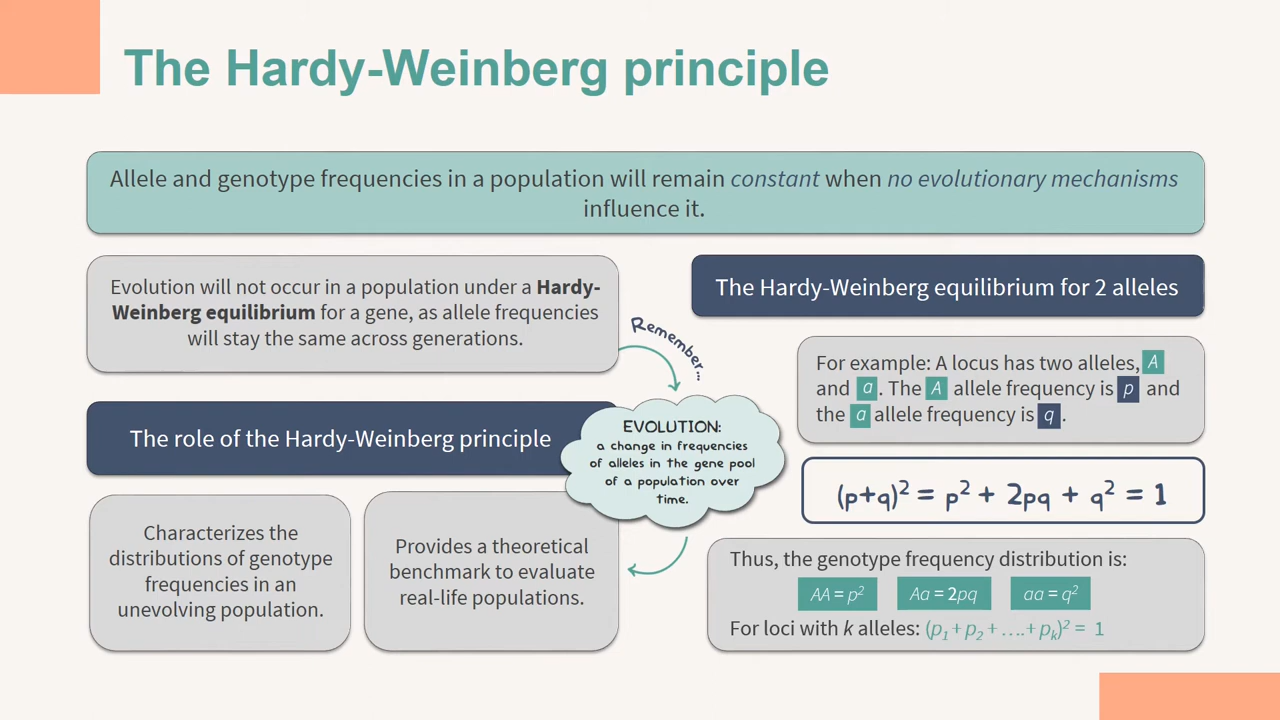 The Hardy-Weinberg principle
Allele and genotype frequencies in a population will remain constant when no evolutionary mechanisms
influence it.
Evolution will not occur in a population under a Hardy-
Weinberg equilibrium for a gene, as allele frequencies
will stay the same across generations.
Remember...
The role of the Hardy-Weinberg principle
EVOLUTION:
a change in frequencies
of alleles in the gene pool
of a population over
time.
Characterizes the
distributions of genotype
frequencies in an
unevolving population.
Provides a theoretical
benchmark to evaluate
real-life populations.
The Hardy-Weinberg equilibrium for 2 alleles
For example: A locus has two alleles, A
and a. The A allele frequency is p and
the a allele frequency is q.
(p+q)² = p² + 2pq + q² = 1
Thus, the genotype frequency distribution is:
AA = p² Aa = 2pq aa = q²
For loci with k alleles: (p₁ + p₂ + .... + pₖ)² = 1